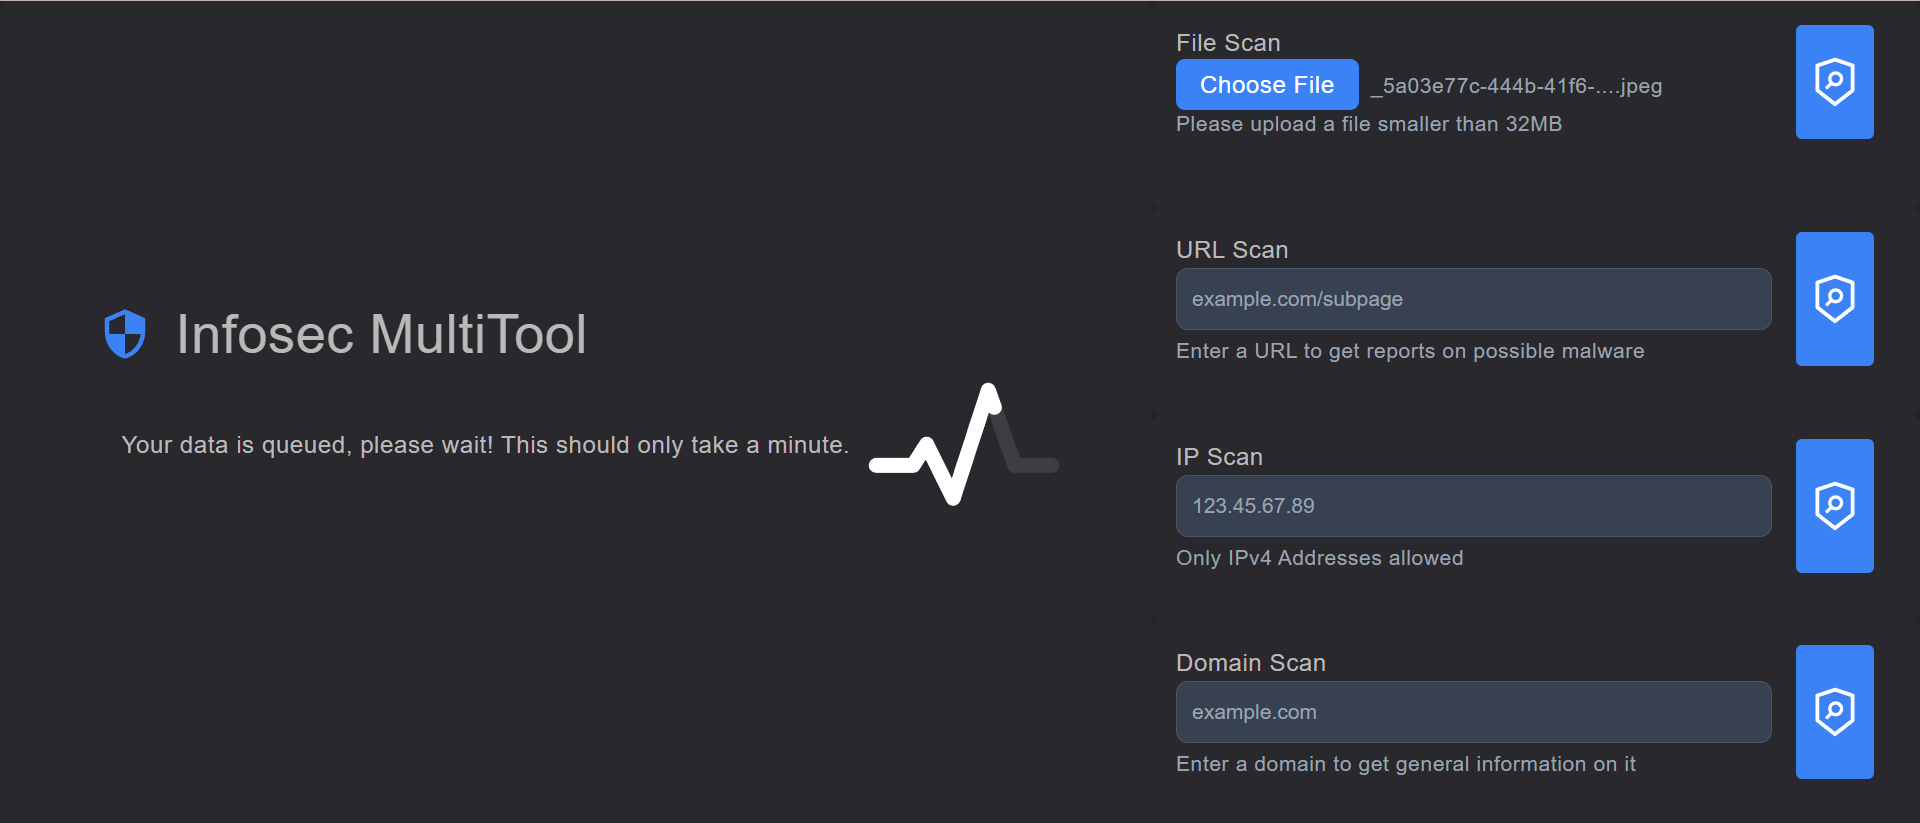 Infosec MultiTool
Your data is queued, please wait! This should only take a minute.
File Scan
Choose File _5a03e77c-444b-41f6-....jpeg
Please upload a file smaller than 32MB
URL Scan
example.com/subpage
Enter a URL to get reports on possible malware
IP Scan
123.45.67.89
Only IPv4 Addresses allowed
Domain Scan
example.com
Enter a domain to get general information on it